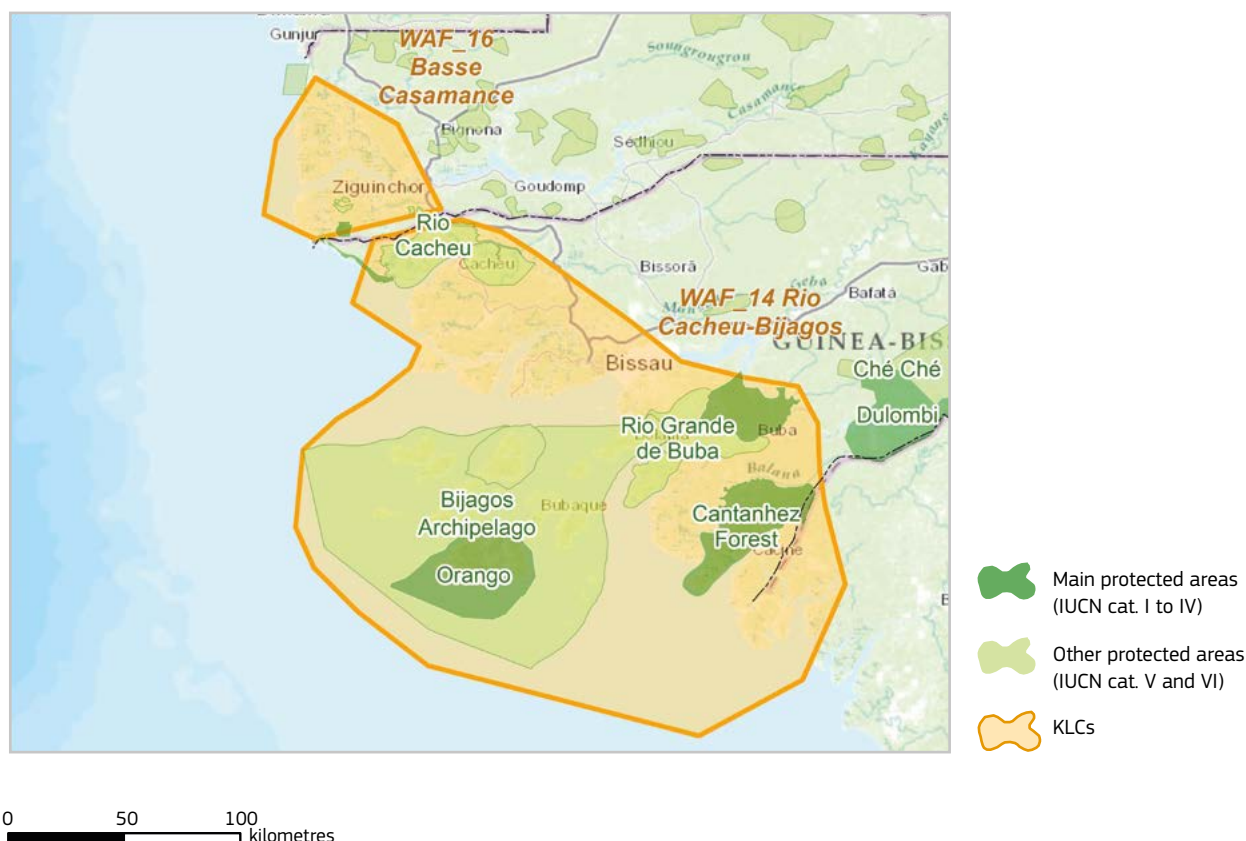 Gunjur
WAF_16
Basse
Casamance
Soungrougrou
Casamance
Kayanga
Bignona
Sédhiou
Ziguinchor
Goudomp
Rio
Cacheu
Cacheu
Bissorã
Geba
Gab
Bafatá
WAF_14 Rio
Cacheu-Bijagos
GUINEA-BIS
Bissau
Ché Ché
Dulombi
Rio Grande
de Buba
Buba
Balana
Bijagos
Archipelago
Bubaque
Cantanhez
Forest
Cacine
Orango
Main protected areas
(IUCN cat. I to IV)
Other protected areas
(IUCN cat. V and VI)
KLCs
0 50 100
kilometres